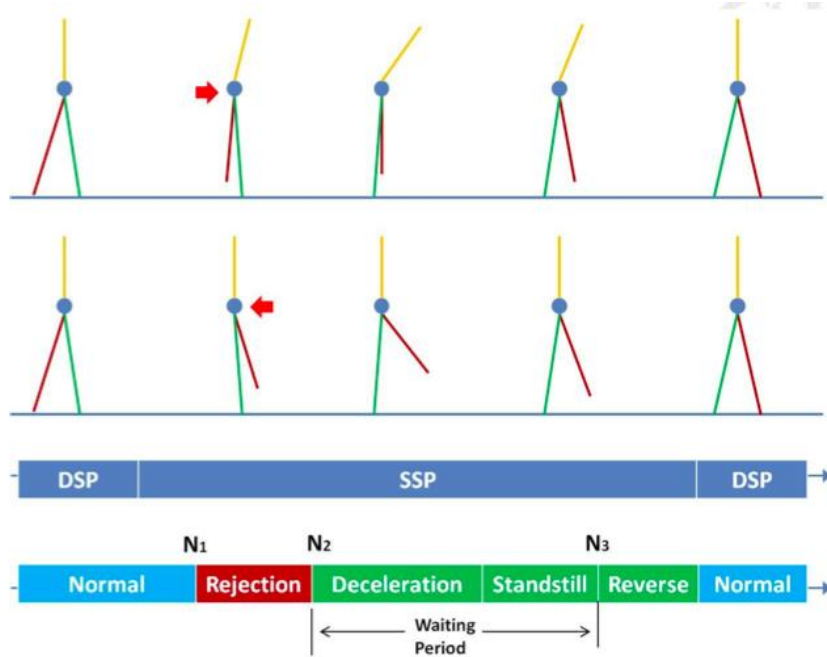 DSP SSP DSP
N1 N2 N3
Normal Rejection Deceleration Standstill Reverse Normal
Waiting
Period